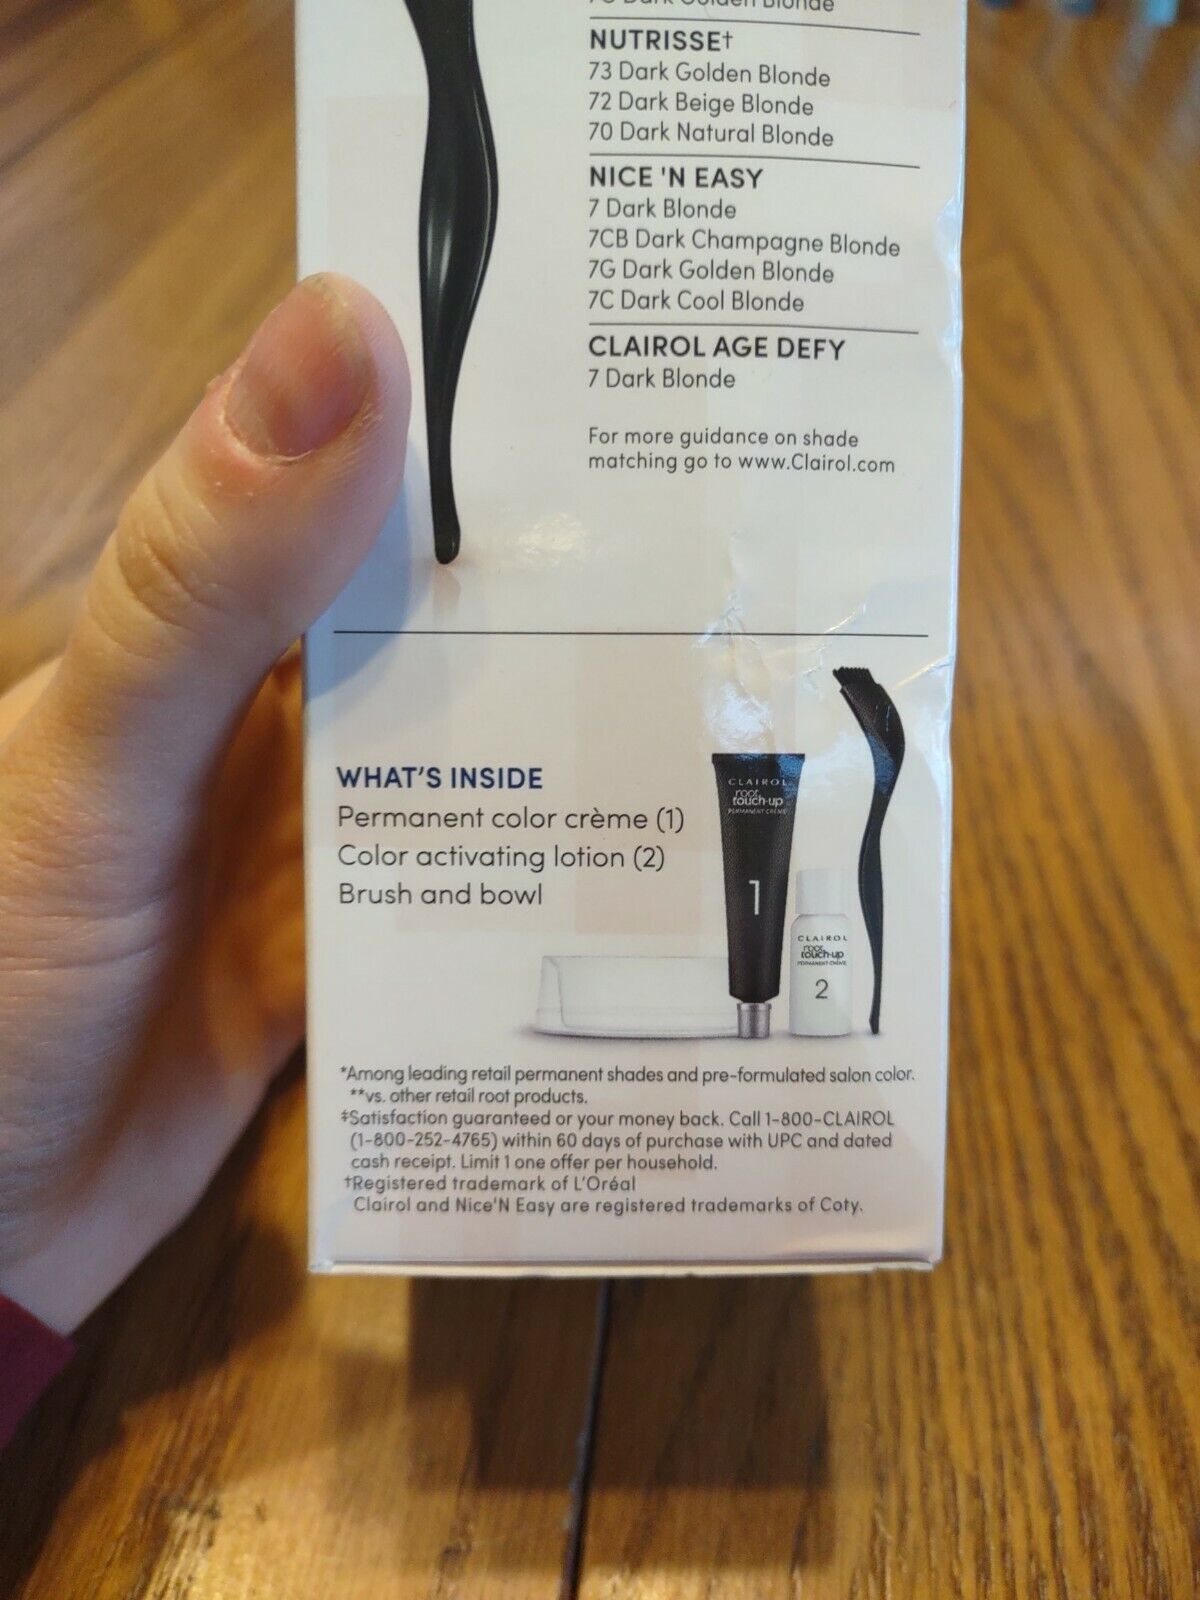 Dark Golden Blonde
NUTRISSE†
73 Dark Golden Blonde
72 Dark Beige Blonde
70 Dark Natural Blonde
NICE 'N EASY
7 Dark Blonde
7CB Dark Champagne Blonde
7G Dark Golden Blonde
7C Dark Cool Blonde
CLAIROL AGE DEFY
7 Dark Blonde
For more guidance on shade
matching go to www.Clairol.com
WHAT'S INSIDE
Permanent color crème (1)
Color activating lotion (2)
Brush and bowl
CLAIROL
root
touch-up
PERMANENT CRÈME
1
CLAIROL
root
touch-up
PERMANENT CRÈME
2
*Among leading retail permanent shades and pre-formulated salon color.
**vs. other retail root products.
‡Satisfaction guaranteed or your money back. Call 1-800-CLAIROL
(1-800-252-4765) within 60 days of purchase with UPC and dated
cash receipt. Limit 1 one offer per household.
†Registered trademark of L'Oréal
Clairol and Nice'N Easy are registered trademarks of Coty.